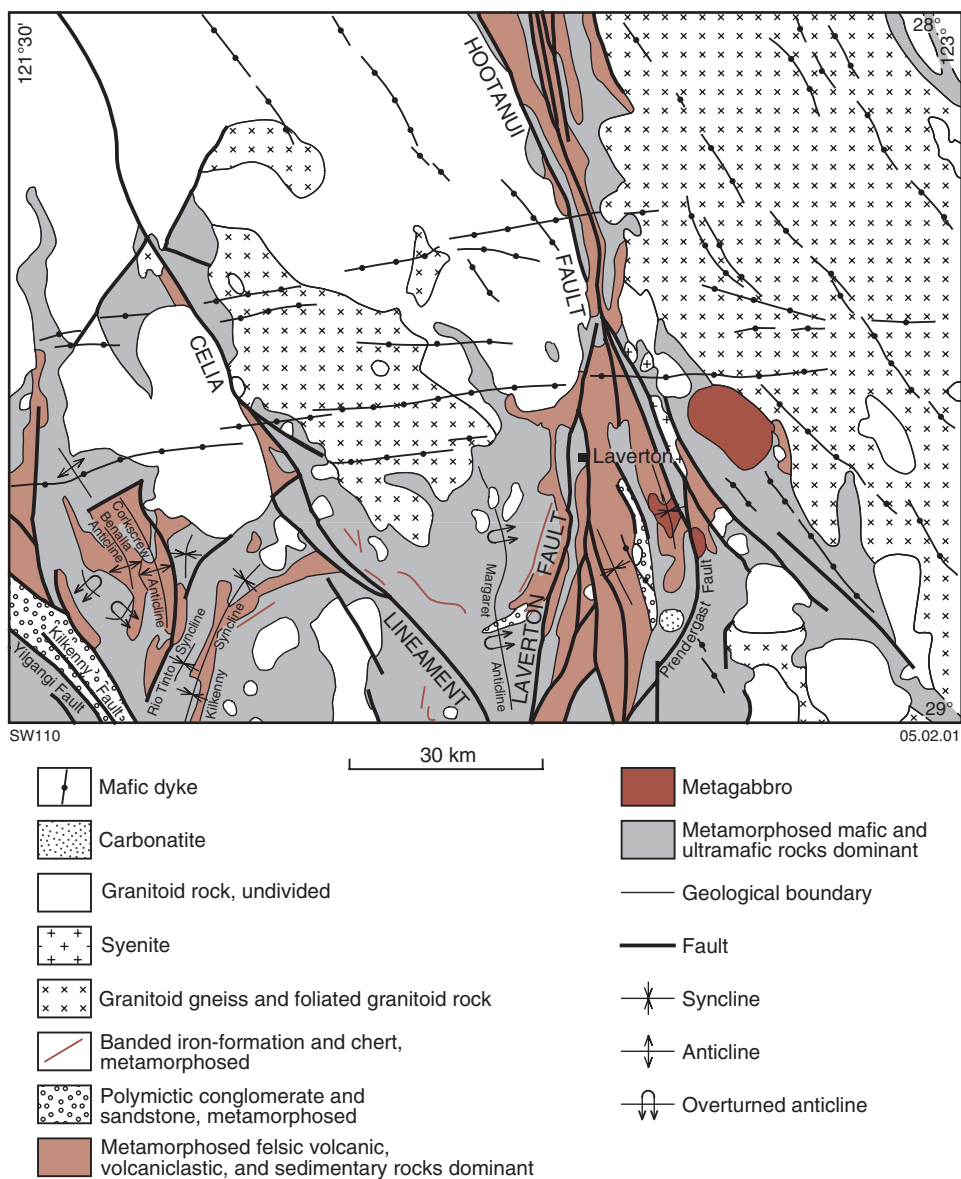 121°30'
28°
123°
HOOTANUI
FAULT
CELIA
LINEAMENT
Laverton
LAVERTON FAULT
Margaret
Anticline
Prendergast Fault
Corkscrew
Anticline
Benalla
Anticline
Rio Tinto Syncline
Kilkenny Syncline
Kilkenny Fault
Yilgangi Fault
29°
SW110
05.02.01
30 km
Mafic dyke
Carbonatite
Granitoid rock, undivided
Syenite
Granitoid gneiss and foliated granitoid rock
Banded iron-formation and chert,
metamorphosed
Polymictic conglomerate and
sandstone, metamorphosed
Metamorphosed felsic volcanic,
volcaniclastic, and sedimentary rocks dominant
Metagabbro
Metamorphosed mafic and
ultramafic rocks dominant
Geological boundary
Fault
Syncline
Anticline
Overturned anticline